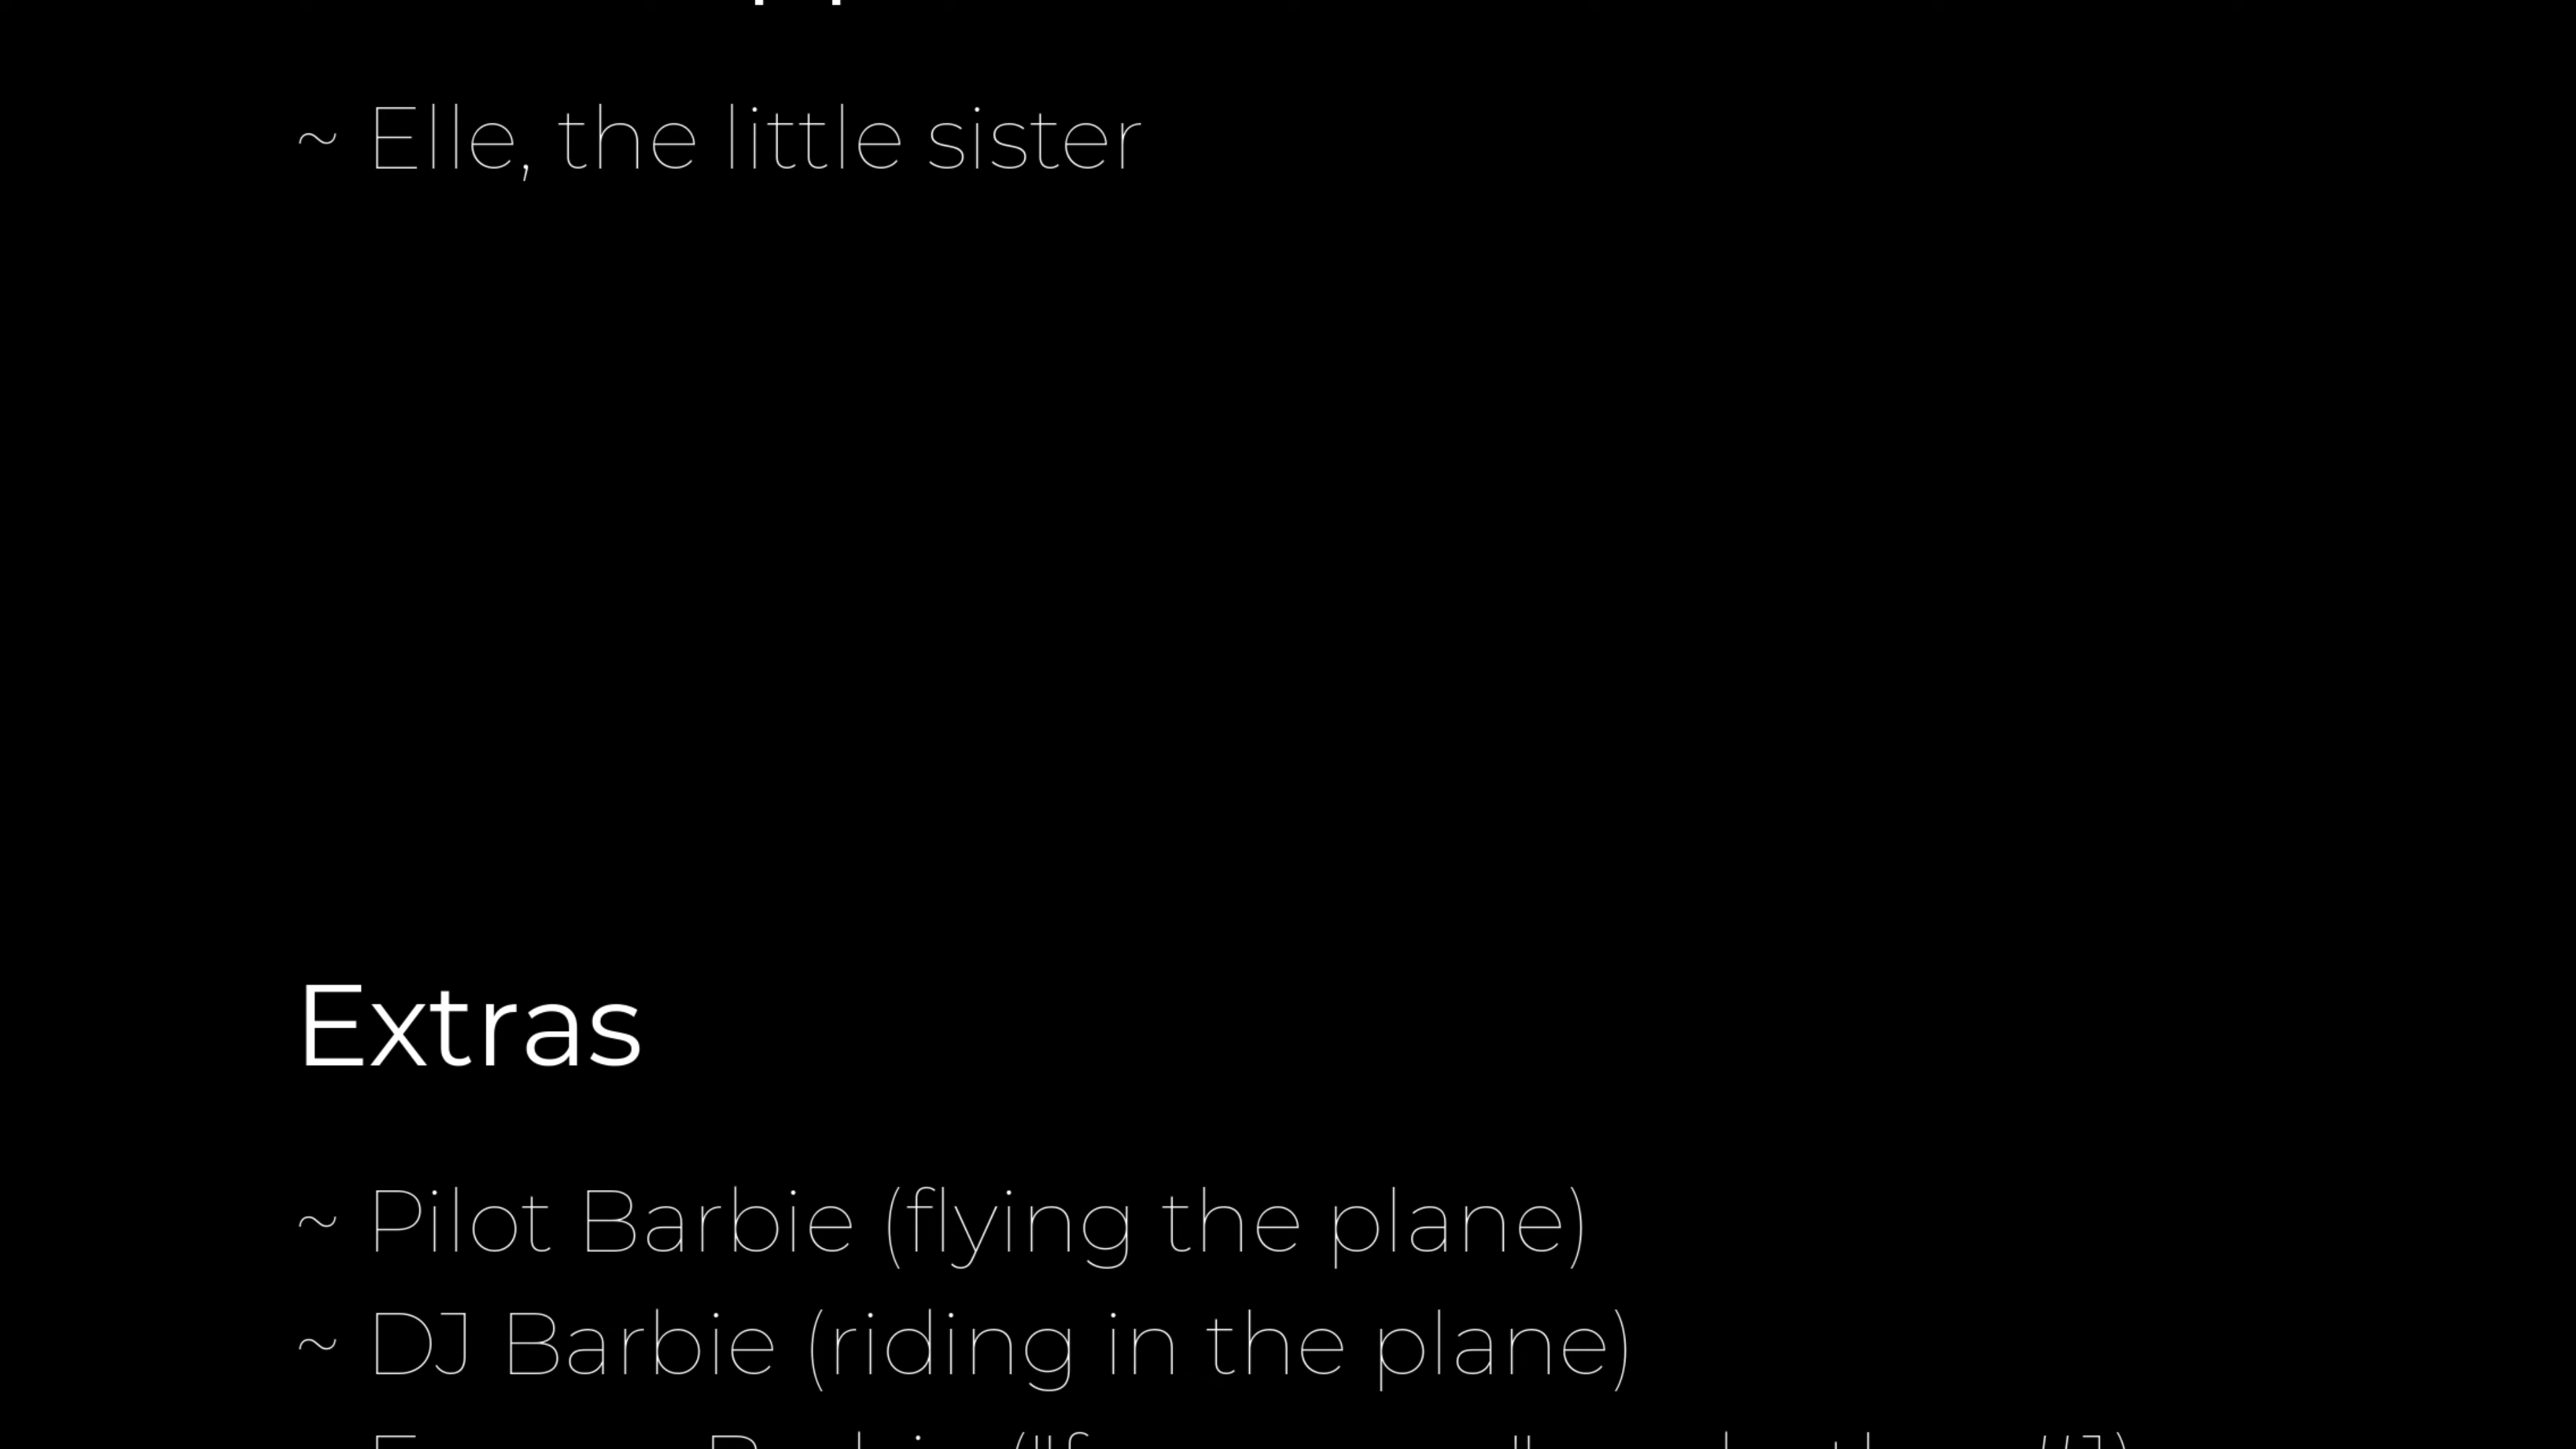 ~ Elle, the little sister
Extras
~ Pilot Barbie (flying the plane)
~ DJ Barbie (riding in the plane)